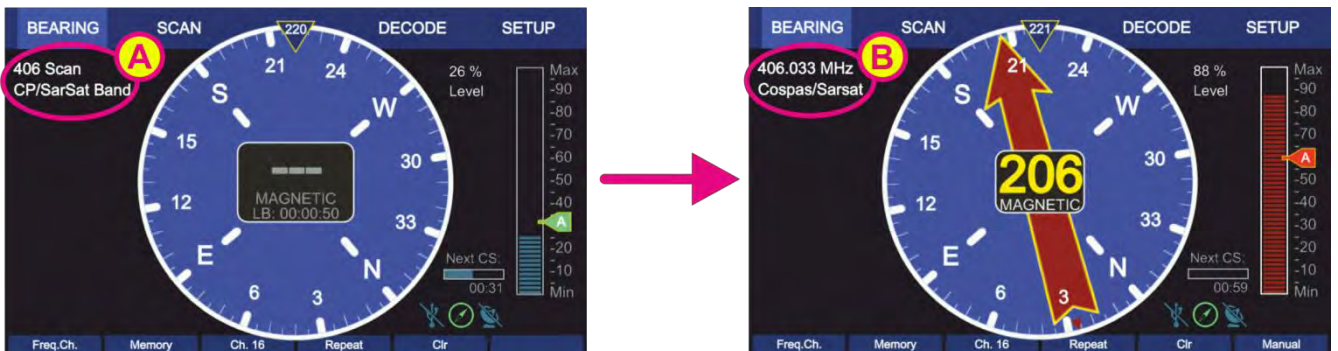 BEARING SCAN DECODE SETUP
220
A
406 Scan
CP/SarSat Band
26 %
Level
Max
-90
-80
-70
-60
-50
-40
A
-20
-10
Min
21
24
S
W
15
30
12
33
E
N
6
3
---
MAGNETIC
LB: 00:00:50
Next CS:
00:31
Freq.Ch. Memory Ch. 16 Repeat Clr
BEARING SCAN DECODE SETUP
221
B
406.033 MHz
Cospas/Sarsat
88 %
Level
Max
-90
-80
-70
A
-50
-40
-30
-20
-10
Min
21
24
S
W
15
30
12
33
E
N
6
3
206
MAGNETIC
Next CS:
00:59
Freq.Ch. Memory Ch. 16 Repeat Clr Manual